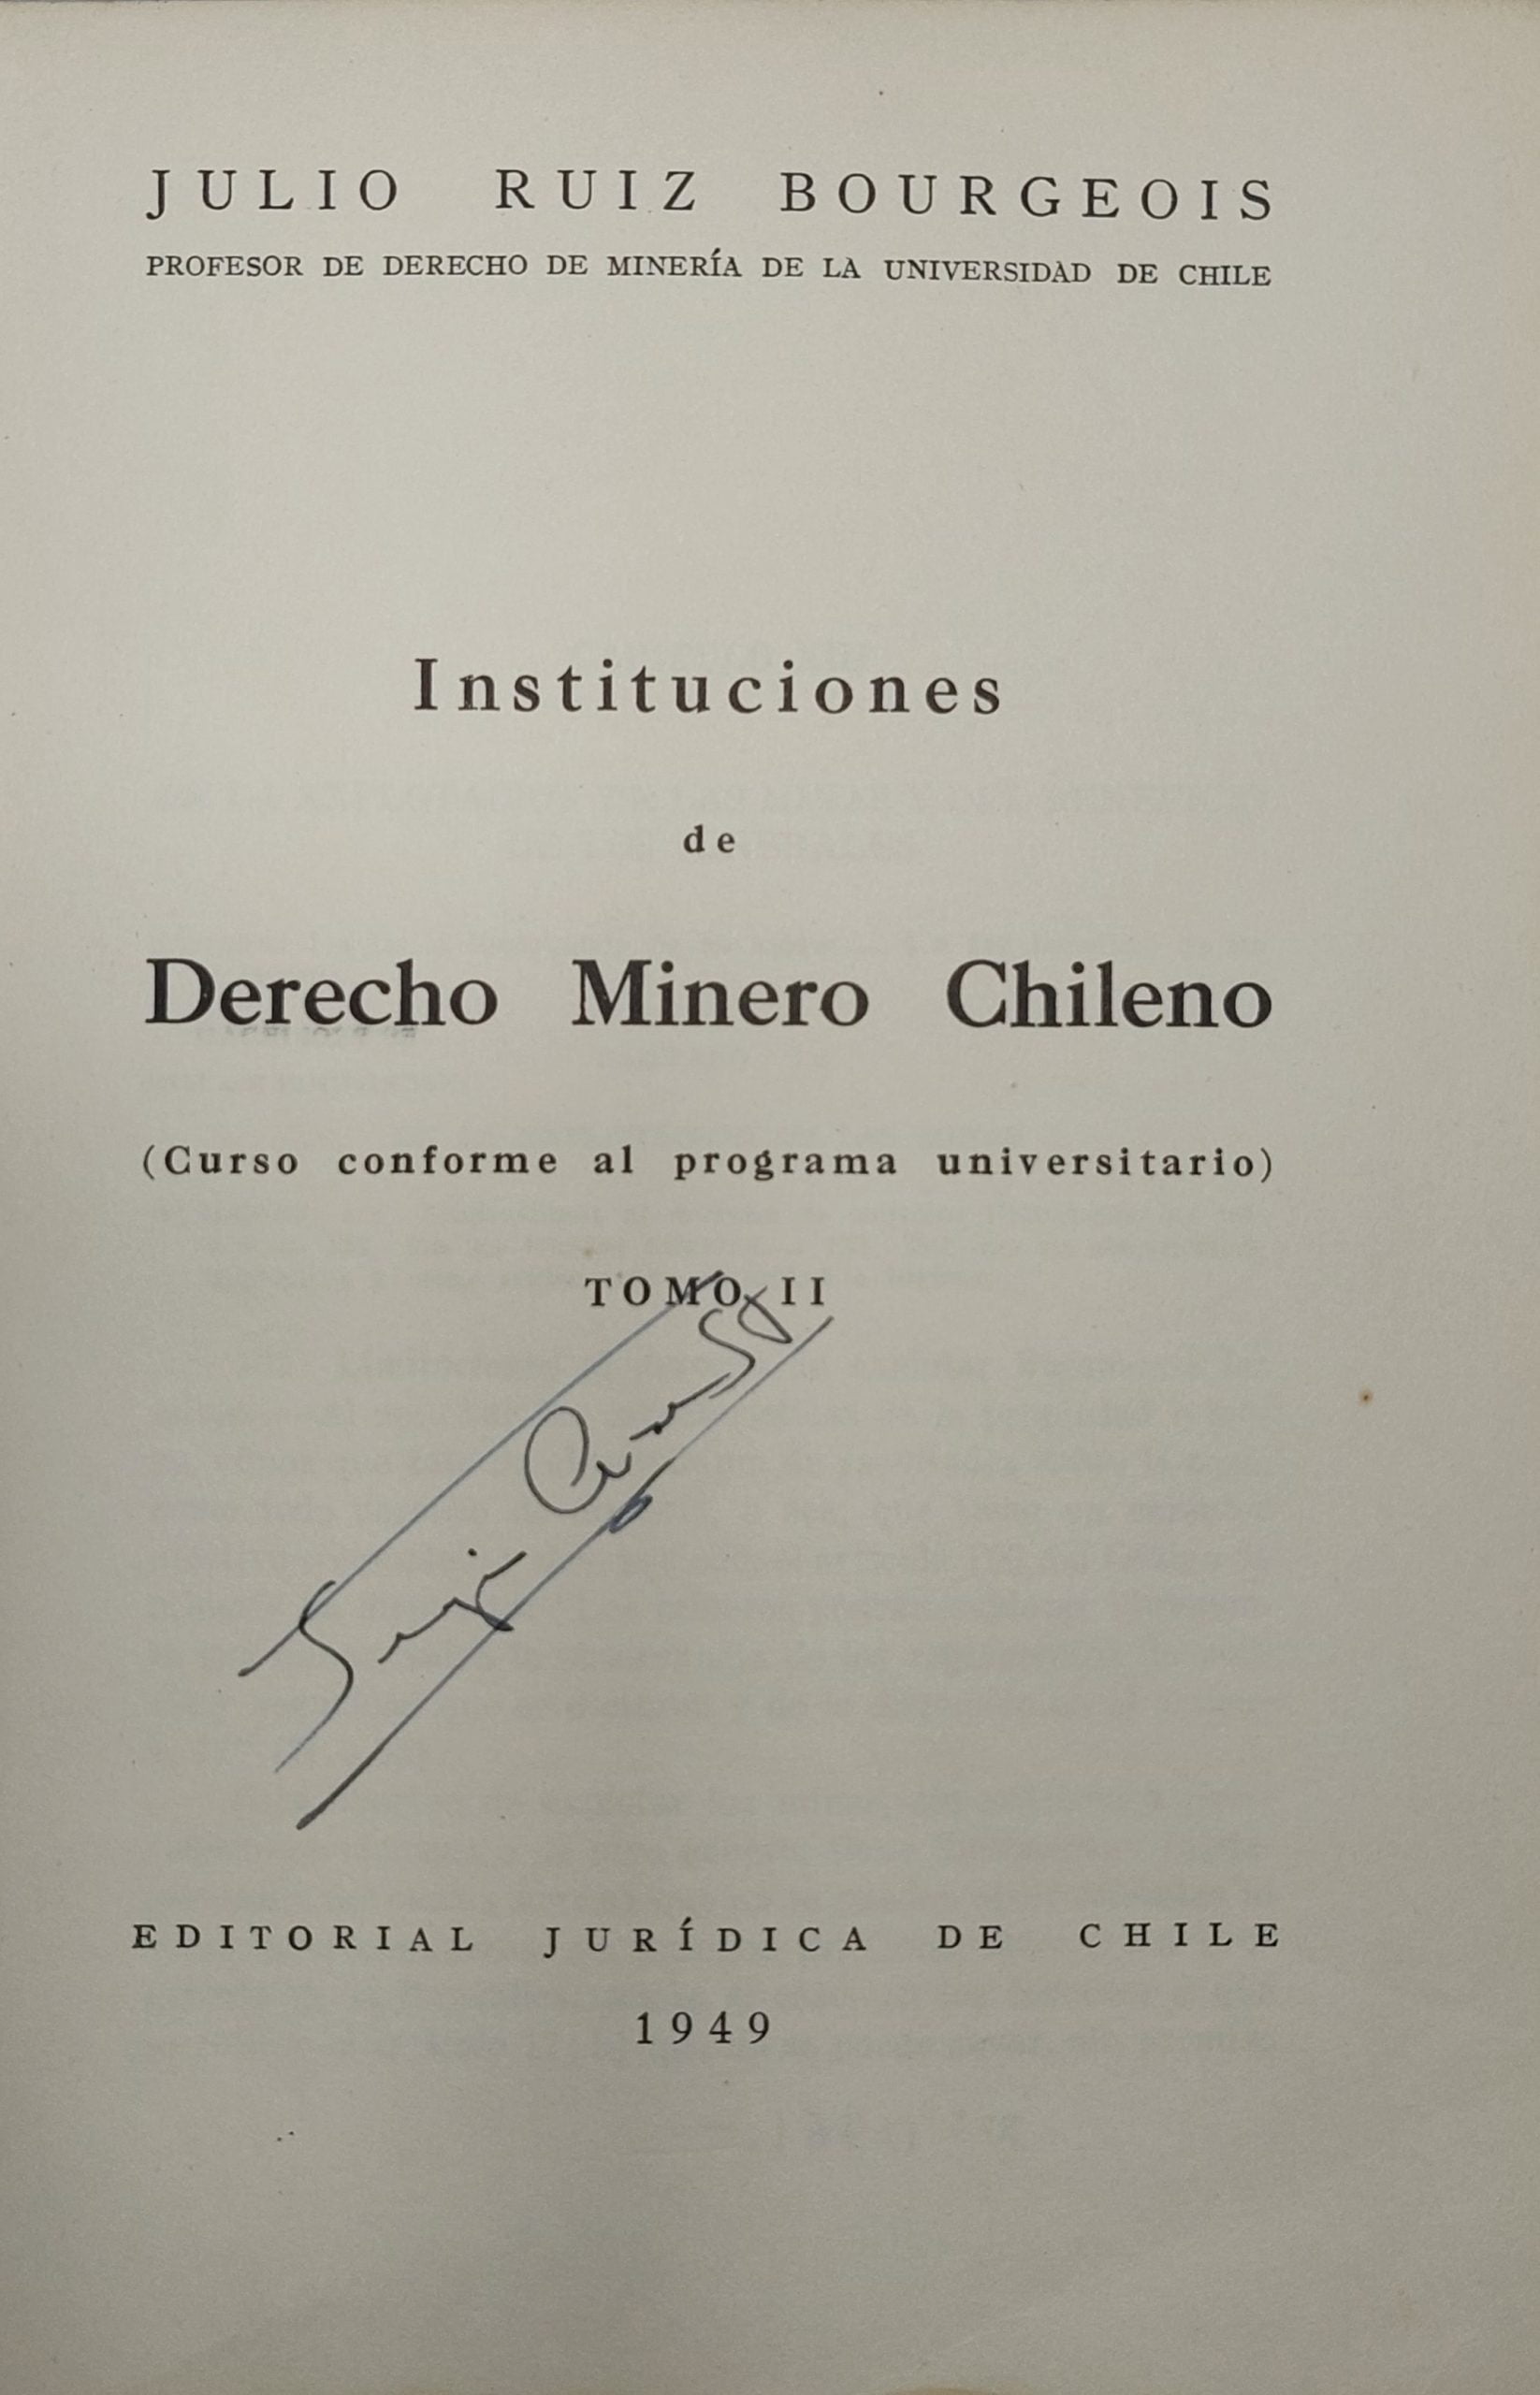 JULIO RUIZ BOURGEOIS
PROFESOR DE DERECHO DE MINERÍA DE LA UNIVERSIDAD DE CHILE
Instituciones
de
Derecho Minero Chileno
(Curso conforme al programa universitario)
TOMO II
EDITORIAL JURÍDICA DE CHILE
1949